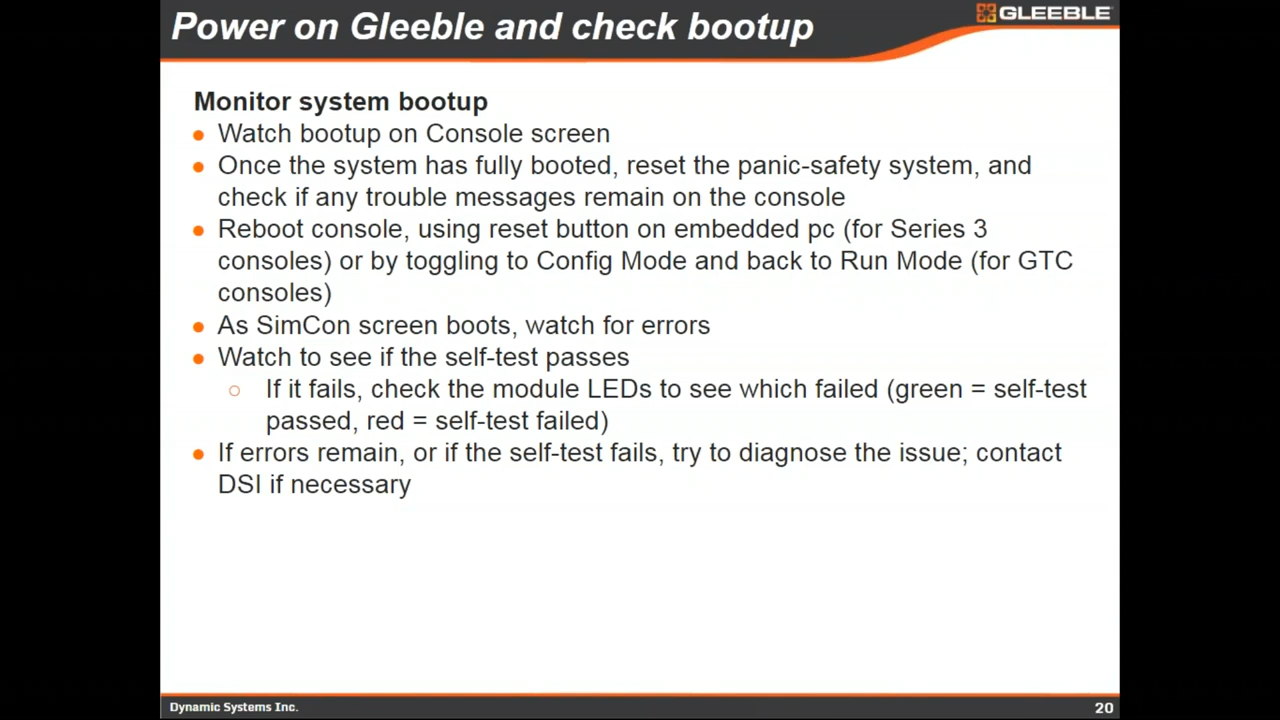 Power on Gleeble and check bootup
GLEEBLE
Monitor system bootup
Watch bootup on Console screen
Once the system has fully booted, reset the panic-safety system, and
check if any trouble messages remain on the console
Reboot console, using reset button on embedded pc (for Series 3
consoles) or by toggling to Config Mode and back to Run Mode (for GTC
consoles)
As SimCon screen boots, watch for errors
Watch to see if the self-test passes
If it fails, check the module LEDs to see which failed (green = self-test
passed, red = self-test failed)
If errors remain, or if the self-test fails, try to diagnose the issue; contact
DSI if necessary
Dynamic Systems Inc.
20